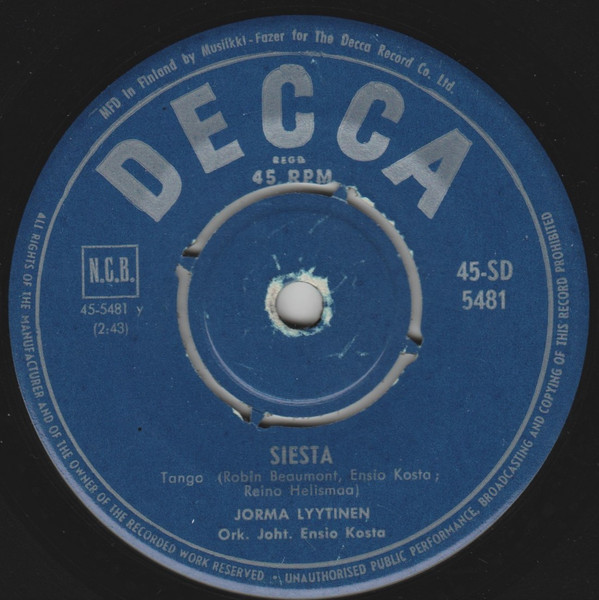 MFD IN Finland by Musiikki-Fazer for The Decca Record Co. Ltd.
DECCA
REGD.
45 RPM
N.C.B.
45-5481 y
(2:43)
45-SD
5481
SIESTA
Tango (Robin Beaumont, Ensio Kosta;
Reino Helismaa)
JORMA LYYTINEN
Ork. Joht. Ensio Kosta
ALL RIGHTS OF THE MANUFACTURER AND OF THE OWNER OF THE RECORDED WORK RESERVED • UNAUTHORISED PUBLIC PERFORMANCE, BROADCASTING AND COPYING OF THIS RECORD PROHIBITED